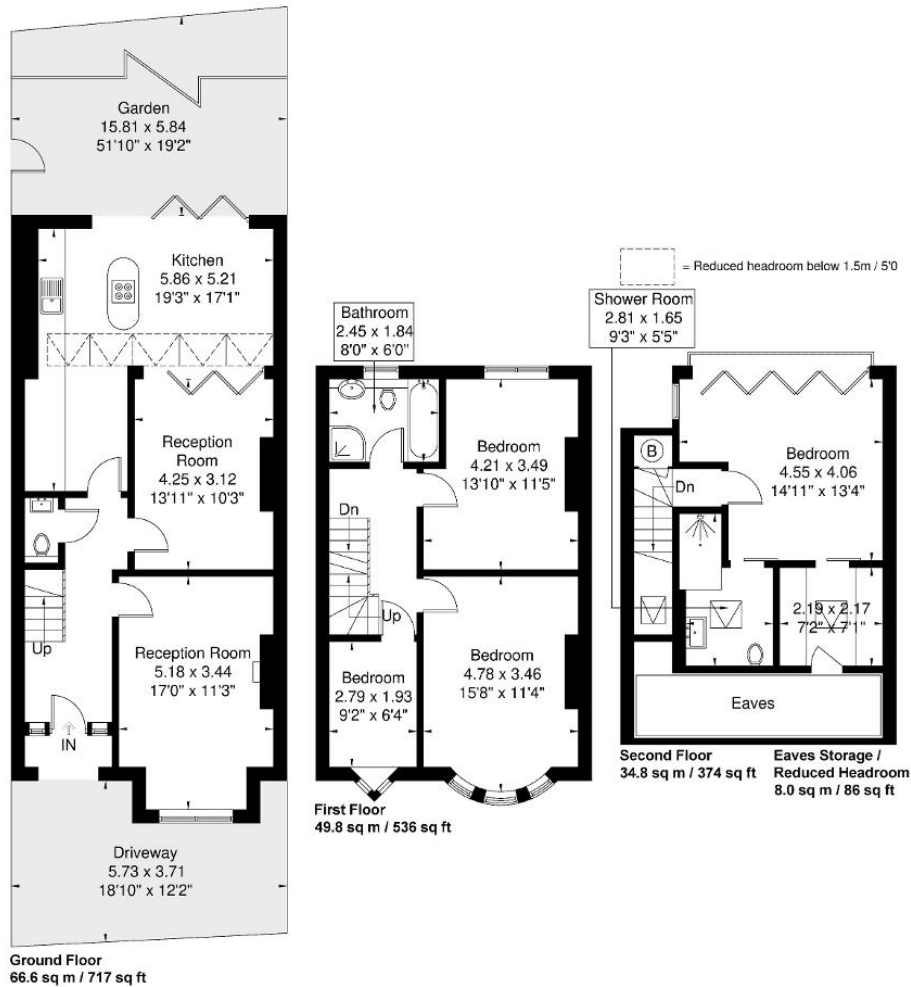 Garden
15.81 x 5.84
51'10" x 19'2"
Kitchen
5.86 x 5.21
19'3" x 17'1"
Reception
Room
4.25 x 3.12
13'11" x 10'3"
Up
Reception Room
5.18 x 3.44
17'0" x 11'3"
IN
Driveway
5.73 x 3.71
18'10" x 12'2"
Ground Floor
66.6 sq m / 717 sq ft
Bathroom
2.45 x 1.84
8'0" x 6'0"
Bedroom
4.21 x 3.49
13'10" x 11'5"
Dn
Up
Bedroom
2.79 x 1.93
9'2" x 6'4"
Bedroom
4.78 x 3.46
15'8" x 11'4"
First Floor
49.8 sq m / 536 sq ft
= Reduced headroom below 1.5m / 5'0
Shower Room
2.81 x 1.65
9'3" x 5'5"
B
Dn
Bedroom
4.55 x 4.06
14'11" x 13'4"
2.19 x 2.17
7'2" x 7'1"
Eaves
Second Floor
34.8 sq m / 374 sq ft
Eaves Storage /
Reduced Headroom
8.0 sq m / 86 sq ft